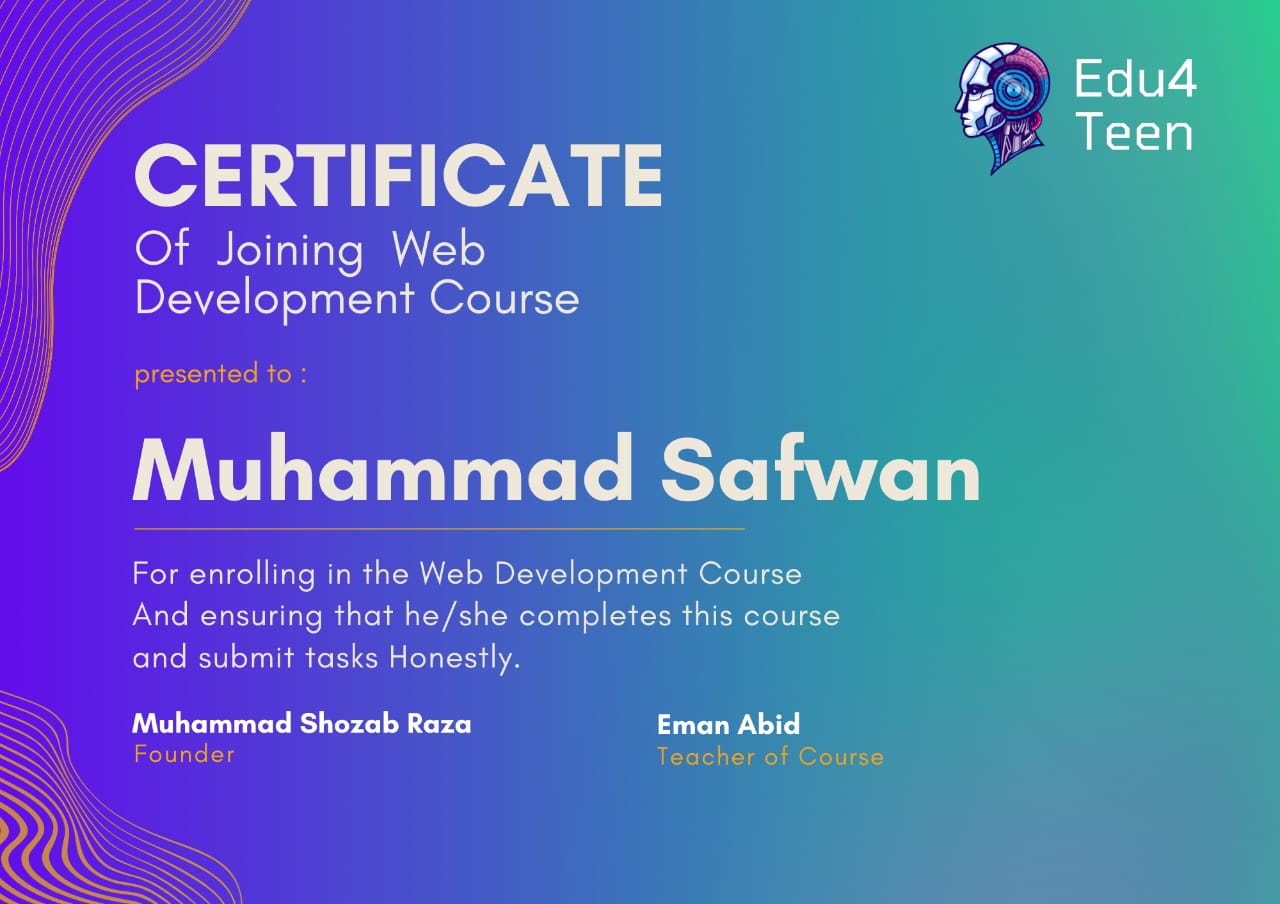 Edu4
Teen
CERTIFICATE
Of Joining Web
Development Course
presented to :
Muhammad Safwan
For enrolling in the Web Development Course
And ensuring that he/she completes this course
and submit tasks Honestly.
Muhammad Shozab Raza
Founder
Eman Abid
Teacher of Course